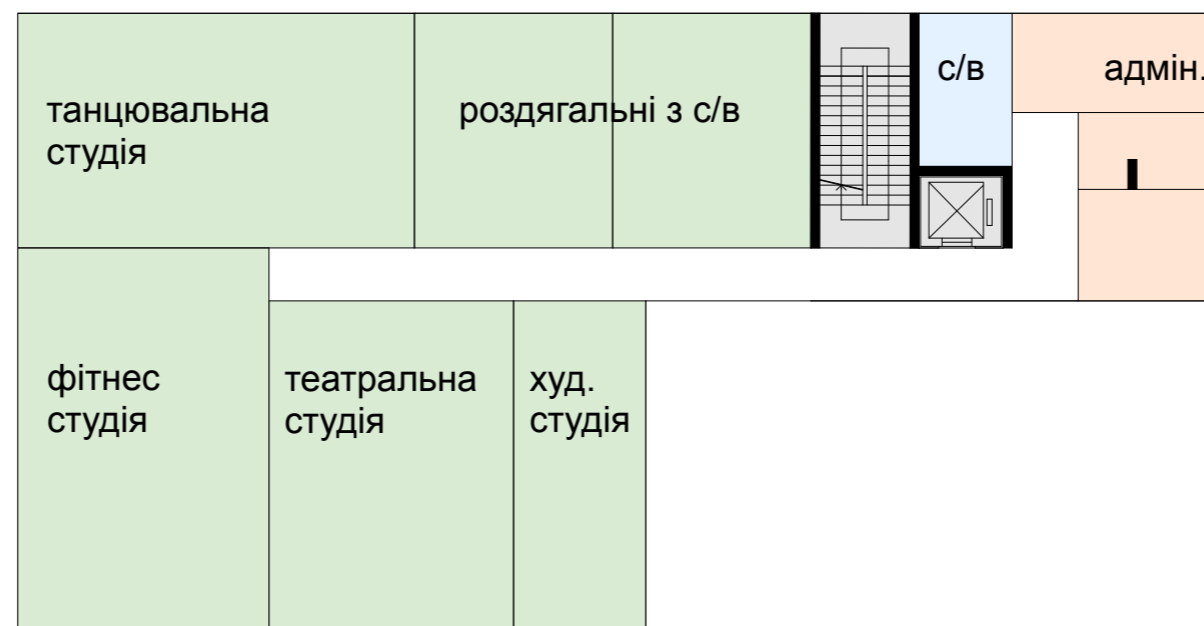 танцювальна
студія
роздягальні з с/в
с/в
адмін.
фітнес
студія
театральна
студія
худ.
студія